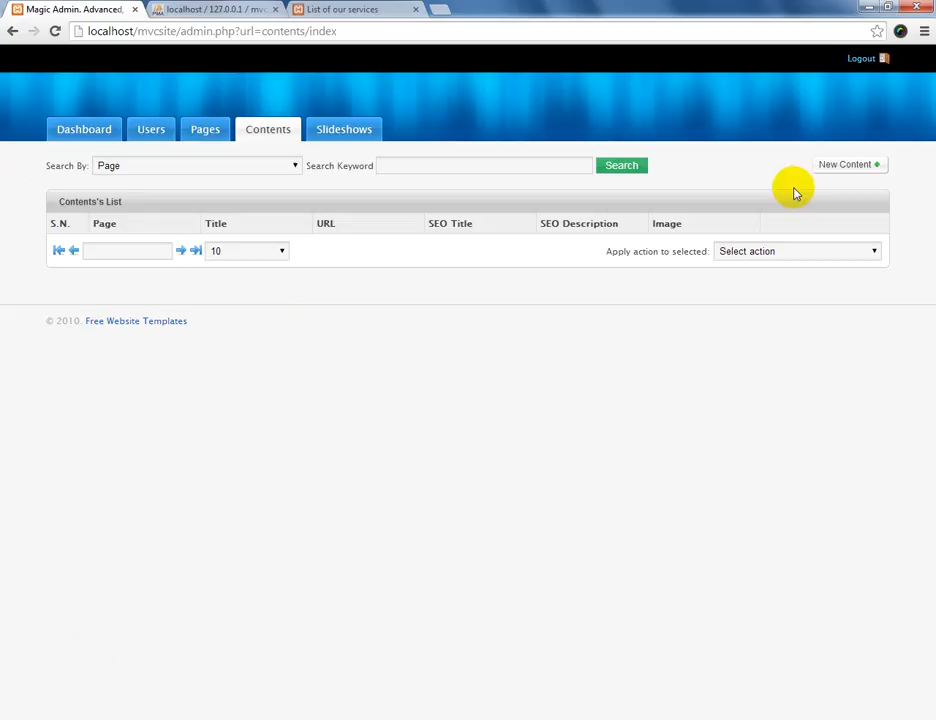 Magic Admin. Advanced,
localhost / 127.0.0.1 / mvc
List of our services
localhost/mvcsite/admin.php?url=contents/index
Logout
Dashboard Users Pages Contents Slideshows
Search By: Page Search Keyword Search New Content
Contents's List
S.N. Page Title URL SEO Title SEO Description Image
10 Apply action to selected: Select action
© 2010. Free Website Templates